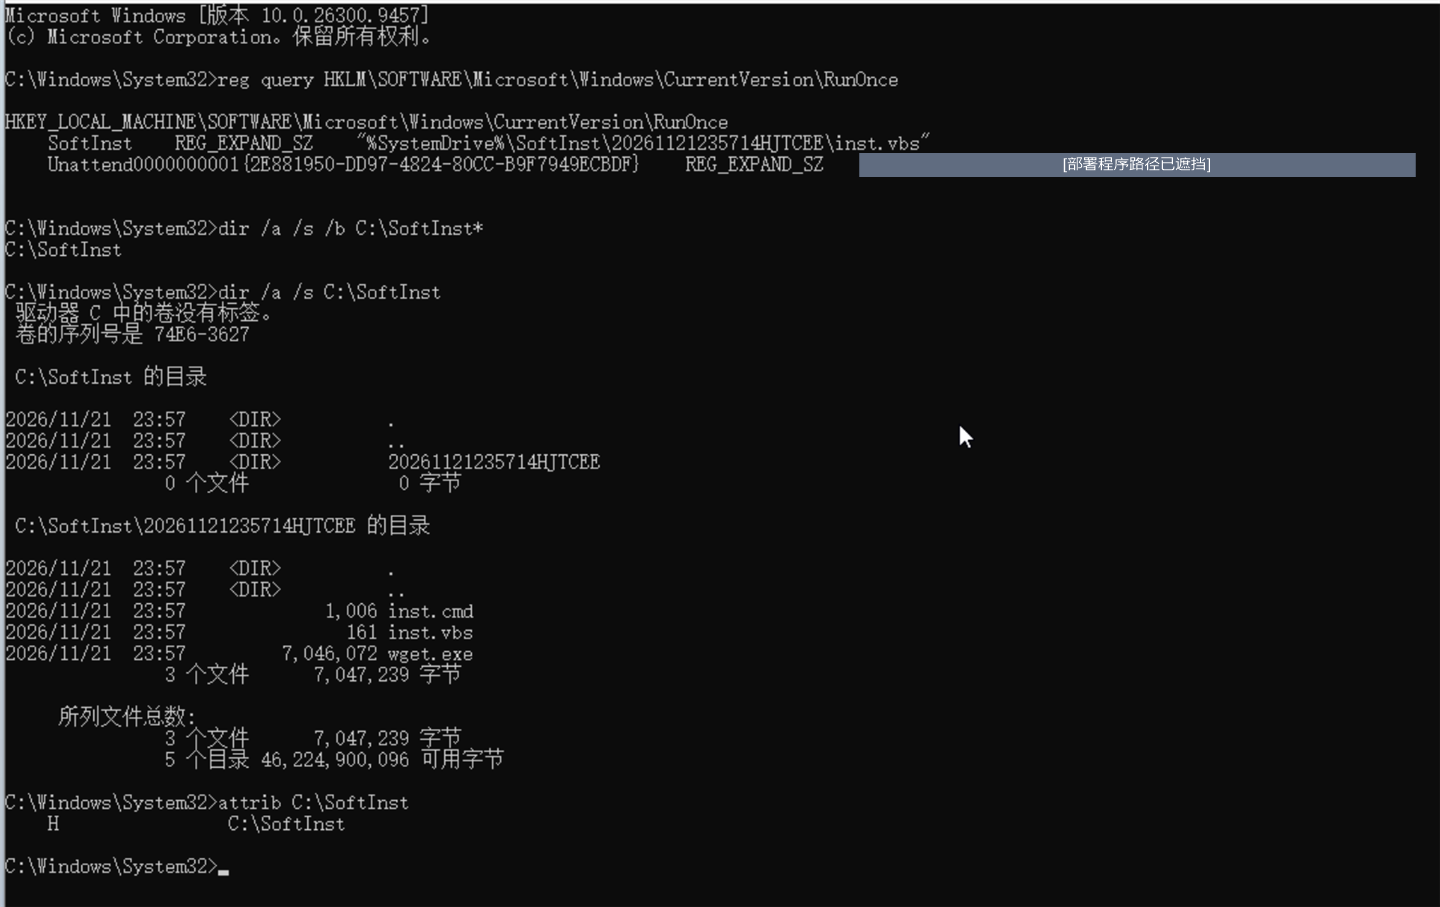 Microsoft Windows [版本 10.0.26300.9457]
(c) Microsoft Corporation。保留所有权利。
C:\Windows\System32>reg query HKLM\SOFTWARE\Microsoft\Windows\CurrentVersion\RunOnce
HKEY_LOCAL_MACHINE\SOFTWARE\Microsoft\Windows\CurrentVersion\RunOnce
SoftInst    REG_EXPAND_SZ    "%SystemDrive%\SoftInst\20261121235714HJTCEE\inst.vbs"
Unattend0000000001{2E881950-DD97-4824-80CC-B9F7949ECBDF}    REG_EXPAND_SZ    [部署程序路径已遮挡]
C:\Windows\System32>dir /a /s /b C:\SoftInst*
C:\SoftInst
C:\Windows\System32>dir /a /s C:\SoftInst
驱动器 C 中的卷没有标签。
卷的序列号是 74E6-3627
C:\SoftInst 的目录
2026/11/21  23:57    <DIR>          .
2026/11/21  23:57    <DIR>          ..
2026/11/21  23:57    <DIR>          20261121235714HJTCEE
0 个文件              0 字节
C:\SoftInst\20261121235714HJTCEE 的目录
2026/11/21  23:57    <DIR>          .
2026/11/21  23:57    <DIR>          ..
2026/11/21  23:57             1,006 inst.cmd
2026/11/21  23:57               161 inst.vbs
2026/11/21  23:57         7,046,072 wget.exe
3 个文件      7,047,239 字节
所列文件总数:
3 个文件      7,047,239 字节
5 个目录 46,224,900,096 可用字节
C:\Windows\System32>attrib C:\SoftInst
H                C:\SoftInst
C:\Windows\System32>